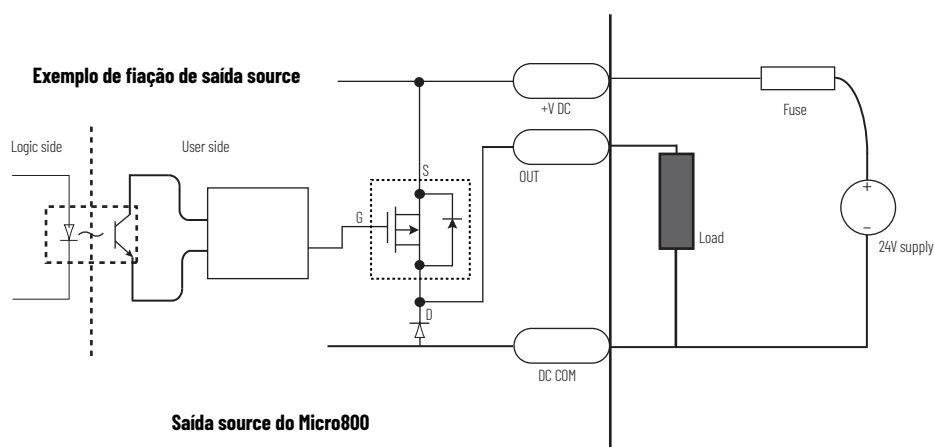 Exemplo de fiação de saída source
+V DC
Fuse
Logic side
User side
OUT
S
G
Load
+
−
24V supply
D
DC COM
Saída source do Micro800